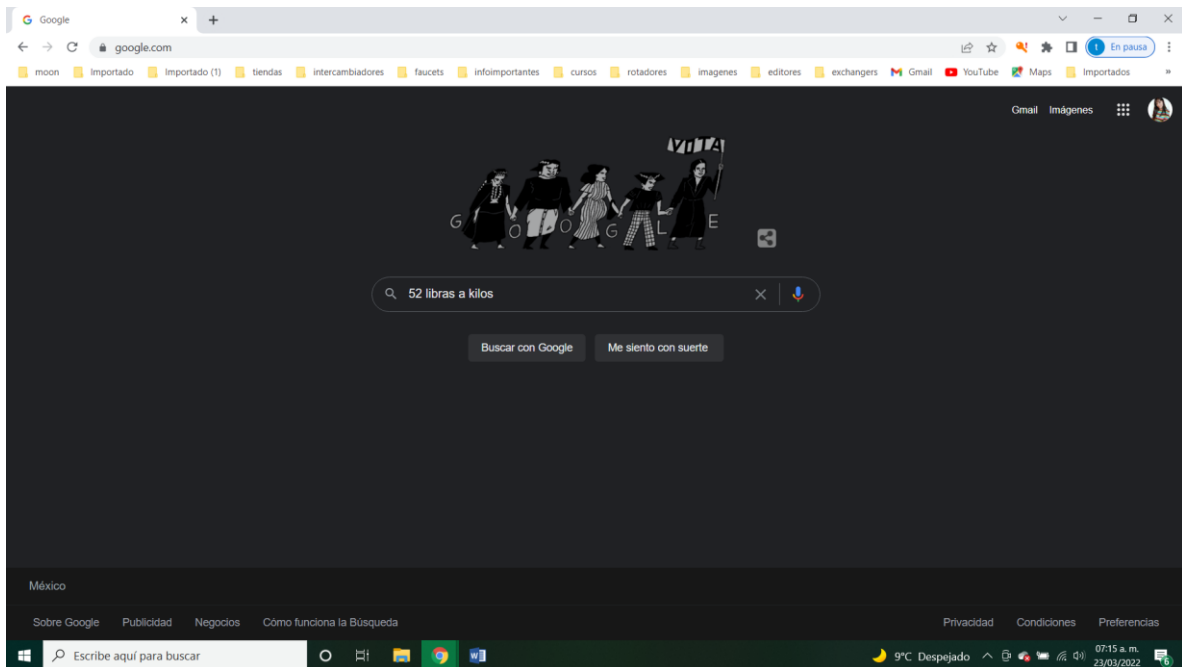 Google
google.com
En pausa
moon Importado Importado (1) tiendas intercambiadores faucets infoimportantes cursos rotadores imagenes editores exchangers Gmail YouTube Maps Importados »
Gmail Imágenes
VOTA
G O O G L E
52 libras a kilos
Buscar con Google Me siento con suerte
México
Sobre Google Publicidad Negocios Cómo funciona la Búsqueda Privacidad Condiciones Preferencias
Escribe aquí para buscar 9°C Despejado 07:15 a. m.
23/03/2022 6